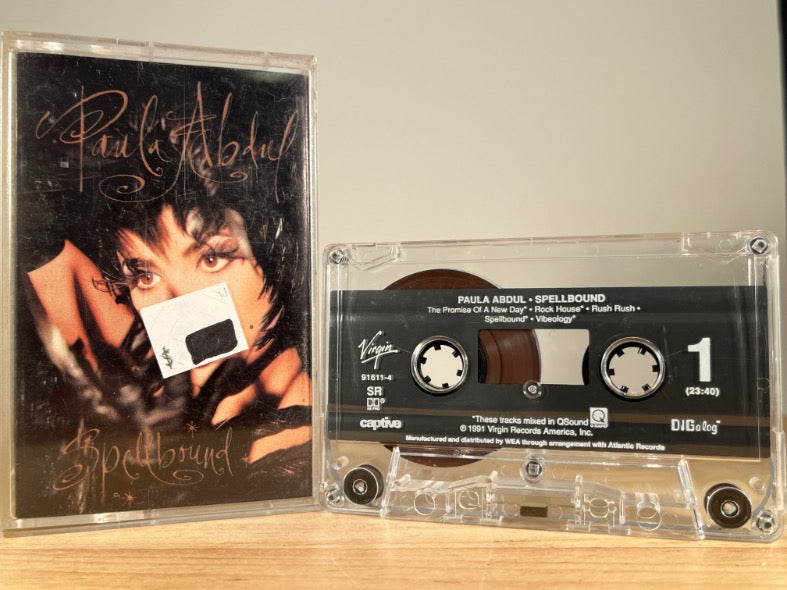 Paula Abdul
Spellbound
PAULA ABDUL • SPELLBOUND
The Promise Of A New Day* • Rock House* • Rush Rush •
Spellbound* • Vibeology*
Virgin
91611-4
SR
captive
1
(23:40)
*These tracks mixed in QSound
Q
℗ 1991 Virgin Records America, Inc.
DIGalog™
Manufactured and distributed by WEA through arrangement with Atlantic Records